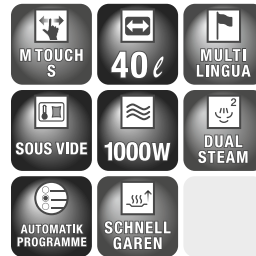 M TOUCH
S
40 ℓ
MULTI
LINGUA
SOUS VIDE
1000W
2
DUAL
STEAM
AUTOMATIK
PROGRAMME
SCHNELL
GAREN